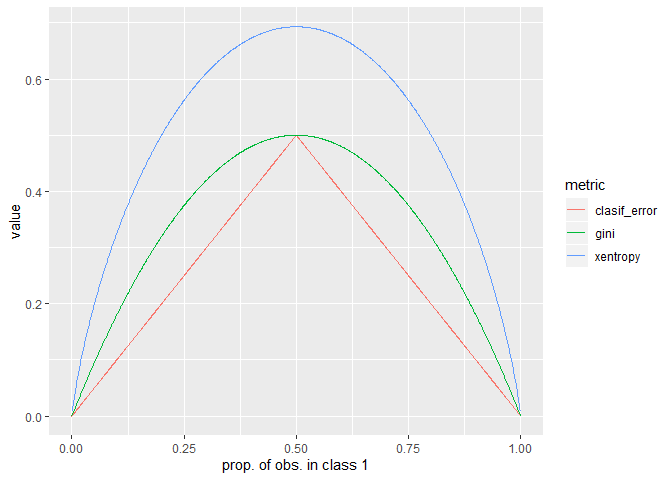 0.6
0.4
0.2
0.0
value
0.00 0.25 0.50 0.75 1.00
prop. of obs. in class 1
metric
clasif_error
gini
xentropy